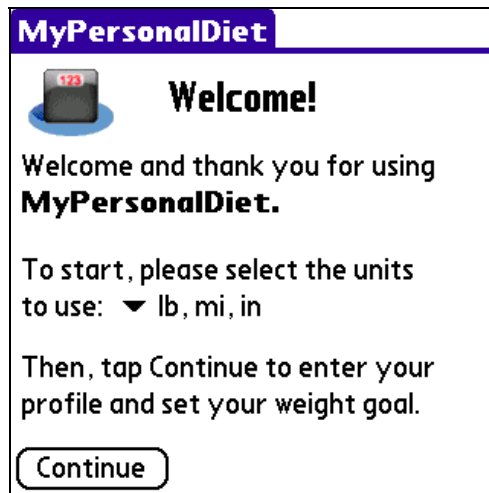 MyPersonalDiet
123
Welcome!
Welcome and thank you for using
MyPersonalDiet.
To start, please select the units
to use: lb, mi, in
Then, tap Continue to enter your
profile and set your weight goal.
Continue